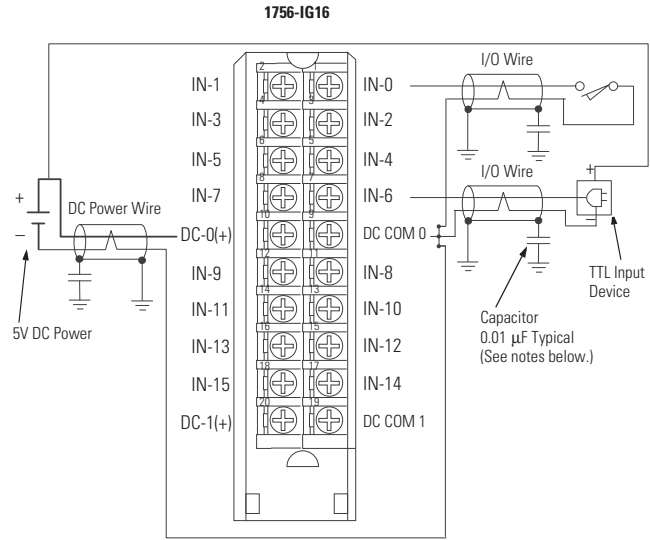 1756-IG16
I/O Wire
2 1
IN-1 IN-0
4 3
IN-3 IN-2
6 5
IN-5 IN-4
8 7
I/O Wire
+
IN-7 IN-6
+
DC Power Wire
10 9
DC-0(+) DC COM 0
–
12 11
IN-9 IN-8
TTL Input
Device
14 13
5V DC Power
IN-11 IN-10
Capacitor
0.01 µF Typical
(See notes below.)
16 15
IN-13 IN-12
18 17
IN-15 IN-14
20 19
DC-1(+) DC COM 1